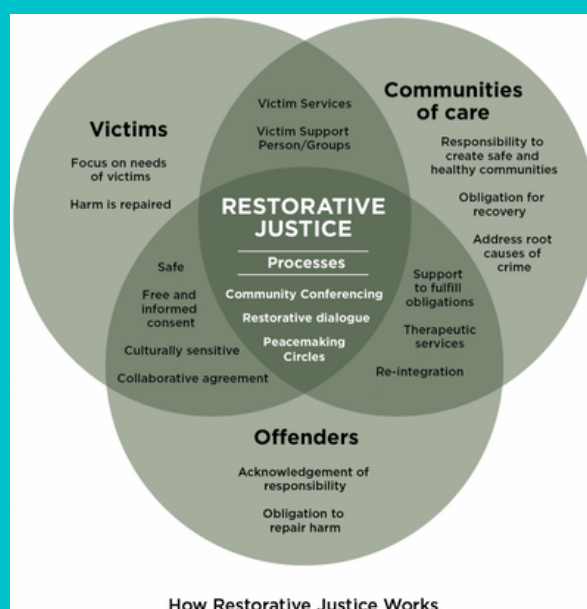 Victims
Focus on needs
of victims
Harm is repaired
Victim Services
Victim Support
Person/Groups
Communities
of care
Responsibility to
create safe and
healthy communities
Obligation for
recovery
Address root
causes of
crime
RESTORATIVE
JUSTICE
Processes
Community Conferencing
Restorative dialogue
Peacemaking
Circles
Safe
Free and
informed
consent
Culturally sensitive
Collaborative agreement
Support
to fulfill
obligations
Therapeutic
services
Re-integration
Offenders
Acknowledgement of
responsibility
Obligation to
repair harm
How Restorative Justice Works